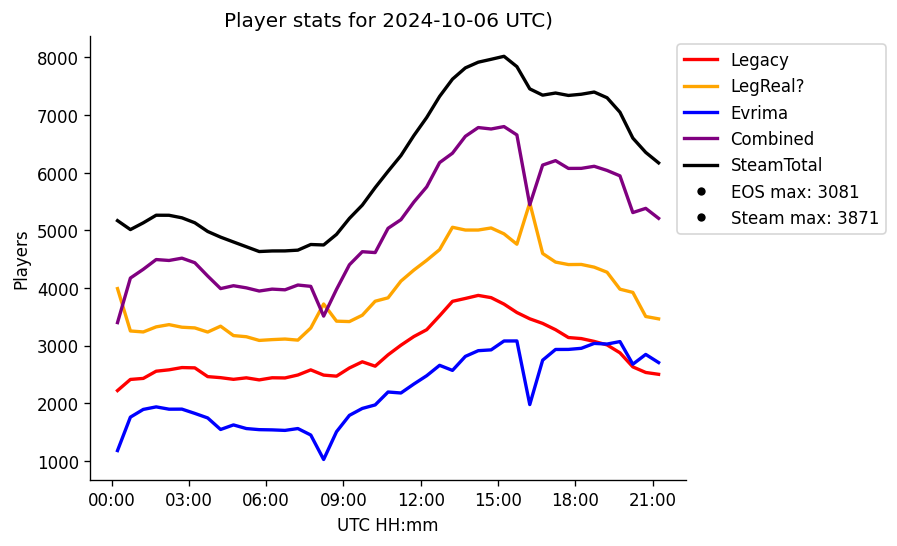 Player stats for 2024-10-06 UTC)
8000
7000
6000
5000
4000
3000
2000
1000
Players
00:00 03:00 06:00 09:00 12:00 15:00 18:00 21:00
UTC HH:mm
Legacy
LegReal?
Evrima
Combined
SteamTotal
EOS max: 3081
Steam max: 3871